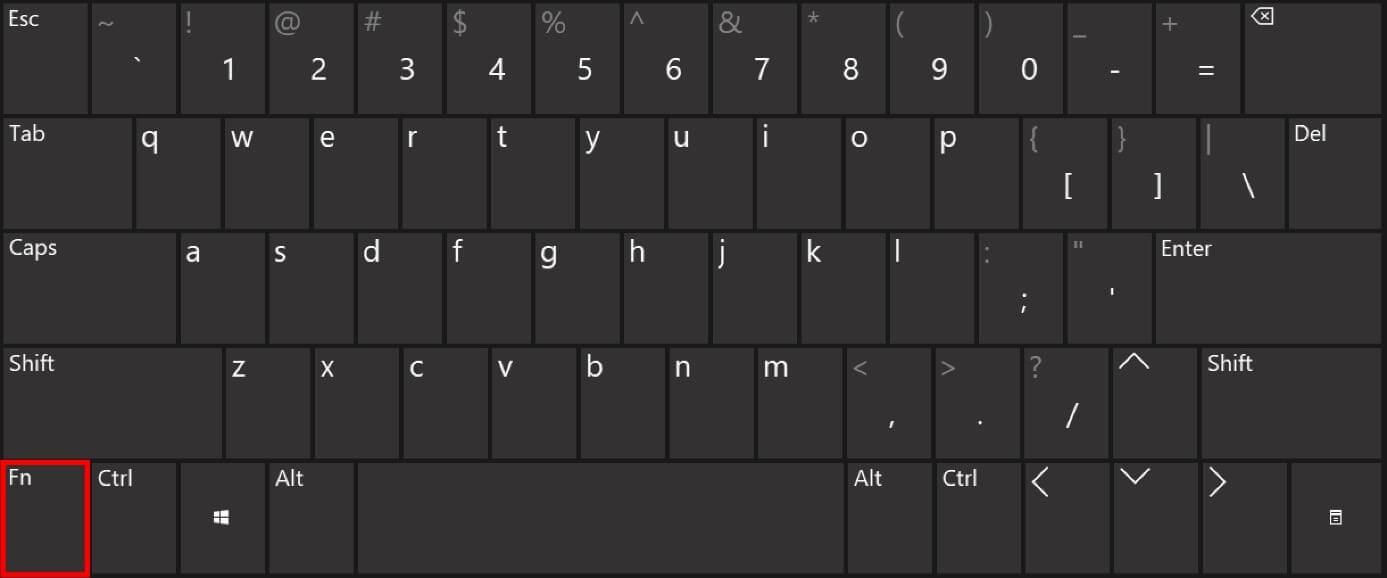 Esc ~ ` ! 1 @ 2 # 3 $ 4 % 5 ^ 6 & 7 * 8 ( 9 ) 0 _ - + =
Tab q w e r t y u i o p { [ } ] | \ Del
Caps a s d f g h j k l : ; " ' Enter
Shift z x c v b n m < , > . ? / Shift
Fn Ctrl Alt Alt Ctrl